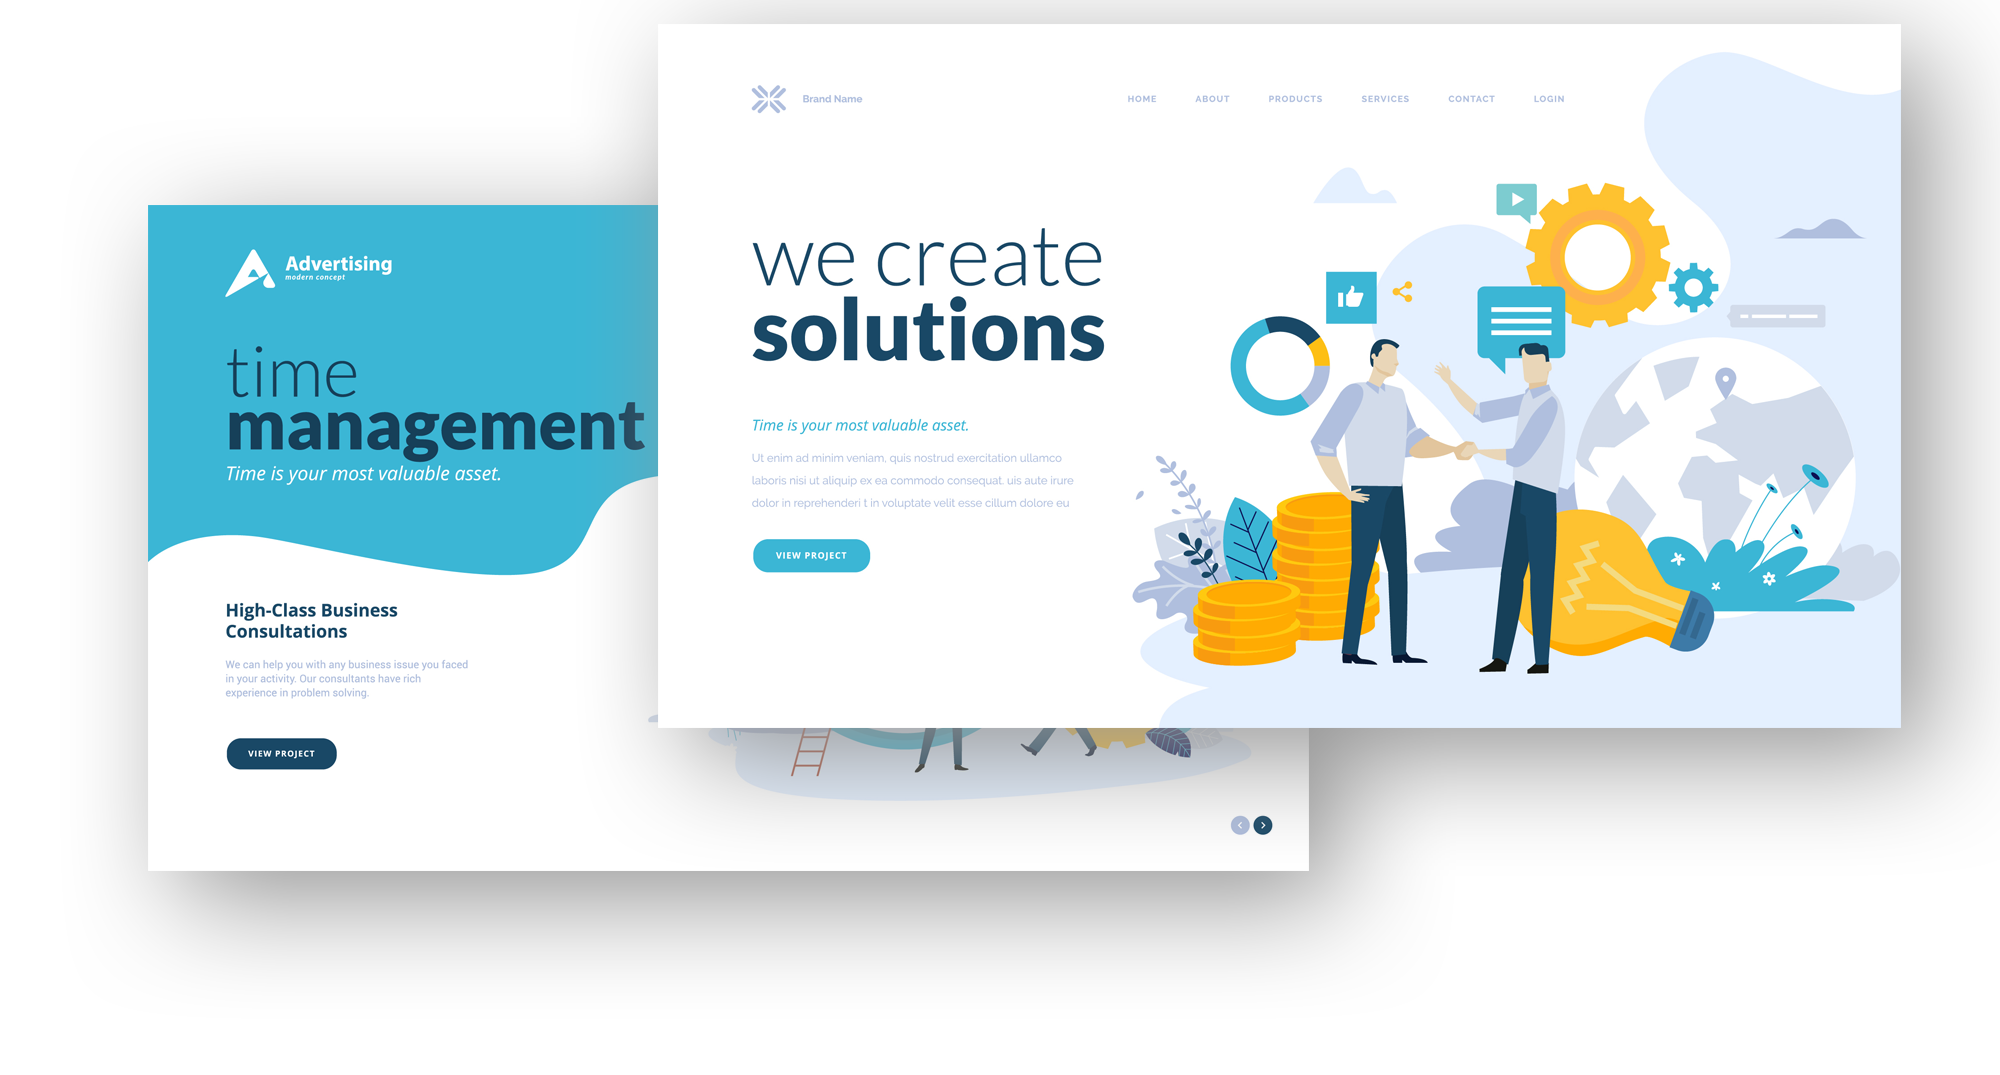 Brand Name
HOME ABOUT PRODUCTS SERVICES CONTACT LOGIN
we create
solutions
Time is your most valuable asset.
Ut enim ad minim veniam, quis nostrud exercitation ullamco
laboris nisi ut aliquip ex ea commodo consequat. uis aute irure
dolor in reprehenderi t in voluptate velit esse cillum dolore eu
VIEW PROJECT
Advertising
modern concept
time
management
Time is your most valuable asset.
High-Class Business
Consultations
We can help you with any business issue you faced
in your activity. Our consultants have rich
experience in problem solving.
VIEW PROJECT